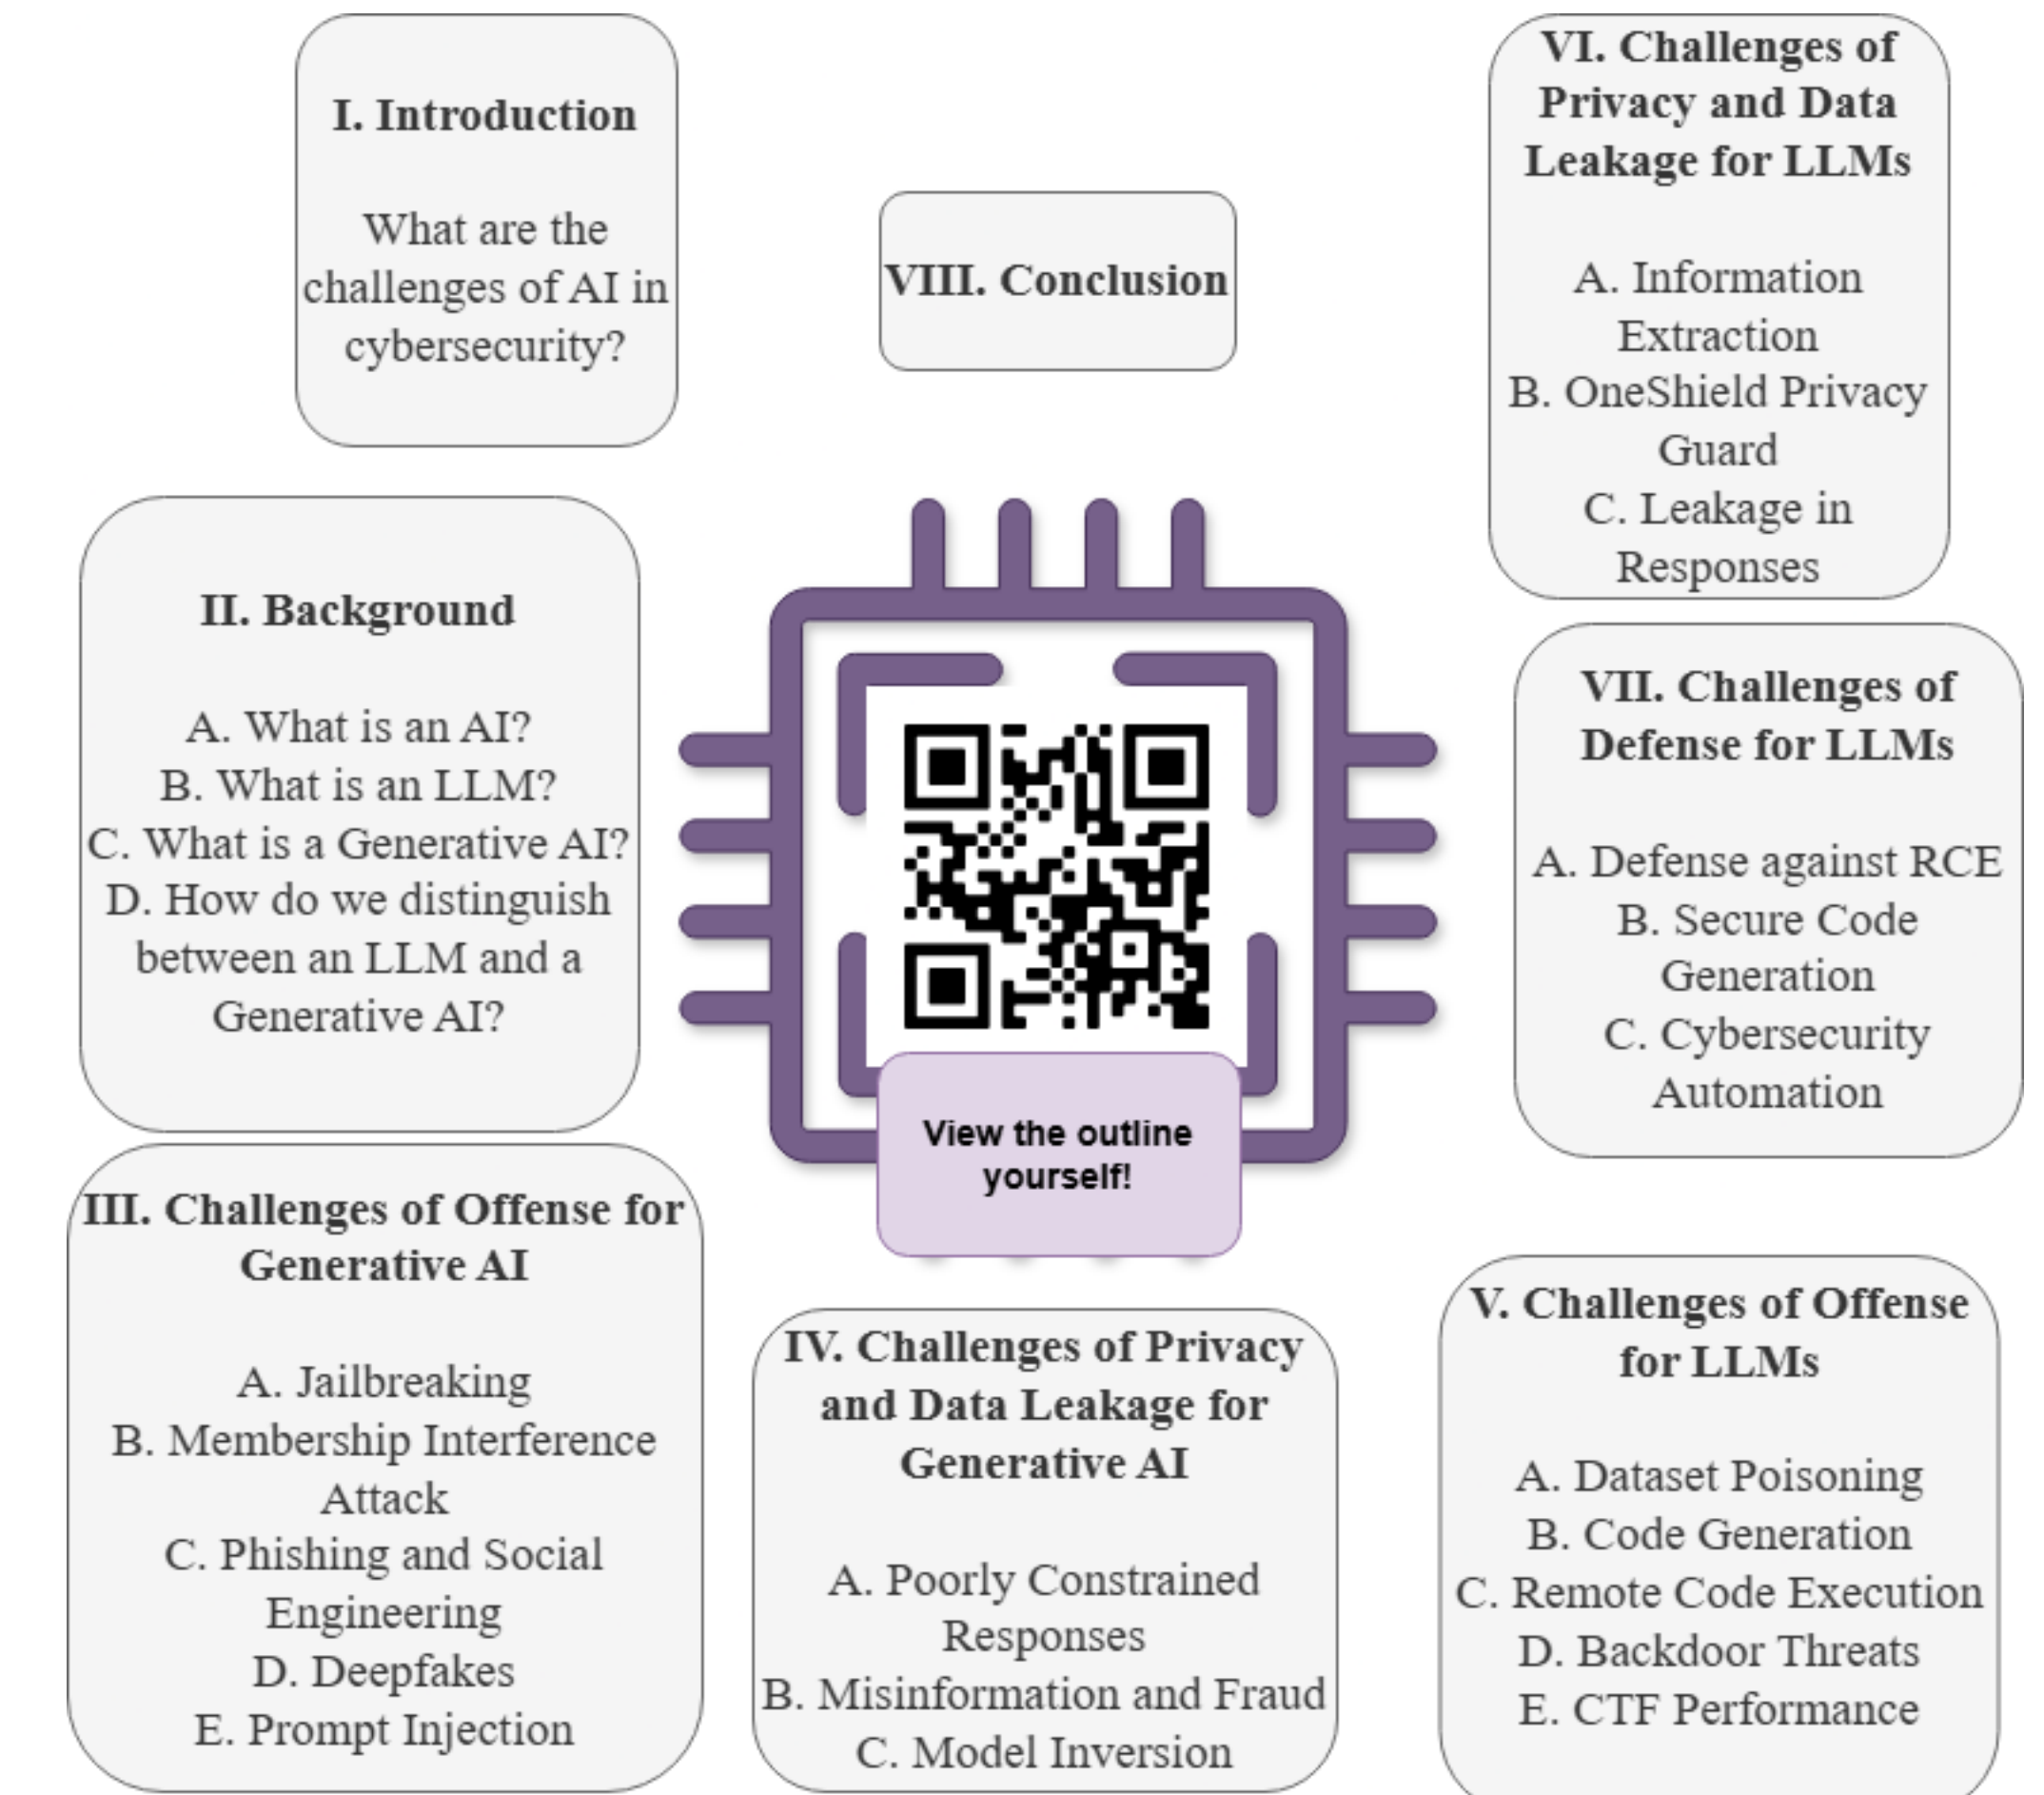 I. Introduction
What are the
challenges of AI in
cybersecurity?
II. Background
A. What is an AI?
B. What is an LLM?
C. What is a Generative AI?
D. How do we distinguish
between an LLM and a
Generative AI?
III. Challenges of Offense for
Generative AI
A. Jailbreaking
B. Membership Interference
Attack
C. Phishing and Social
Engineering
D. Deepfakes
E. Prompt Injection
IV. Challenges of Privacy
and Data Leakage for
Generative AI
A. Poorly Constrained
Responses
B. Misinformation and Fraud
C. Model Inversion
V. Challenges of Offense
for LLMs
A. Dataset Poisoning
B. Code Generation
C. Remote Code Execution
D. Backdoor Threats
E. CTF Performance
VI. Challenges of
Privacy and Data
Leakage for LLMs
A. Information
Extraction
B. OneShield Privacy
Guard
C. Leakage in
Responses
VII. Challenges of
Defense for LLMs
A. Defense against RCE
B. Secure Code
Generation
C. Cybersecurity
Automation
VIII. Conclusion
View the outline
yourself!